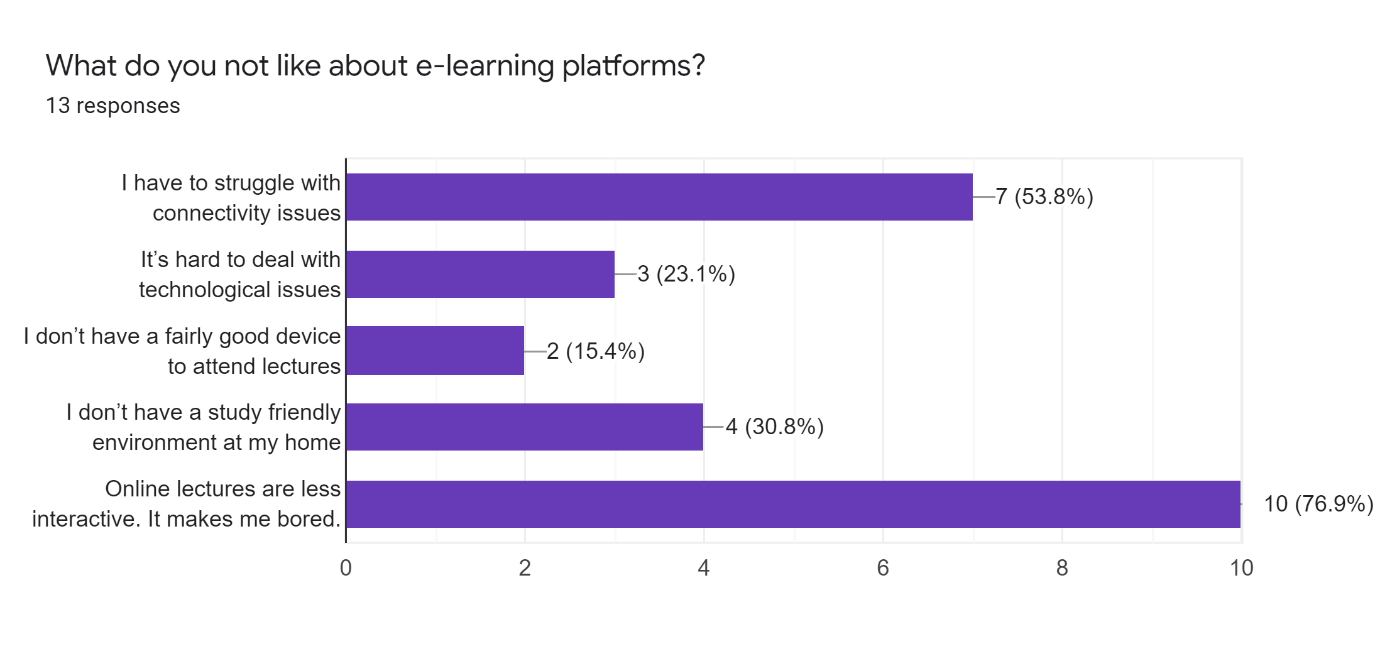 What do you not like about e-learning platforms?
13 responses
I have to struggle with
connectivity issues
7 (53.8%)
It’s hard to deal with
technological issues
3 (23.1%)
I don’t have a fairly good device
to attend lectures
2 (15.4%)
I don’t have a study friendly
environment at my home
4 (30.8%)
Online lectures are less
interactive. It makes me bored.
10 (76.9%)
0 2 4 6 8 10